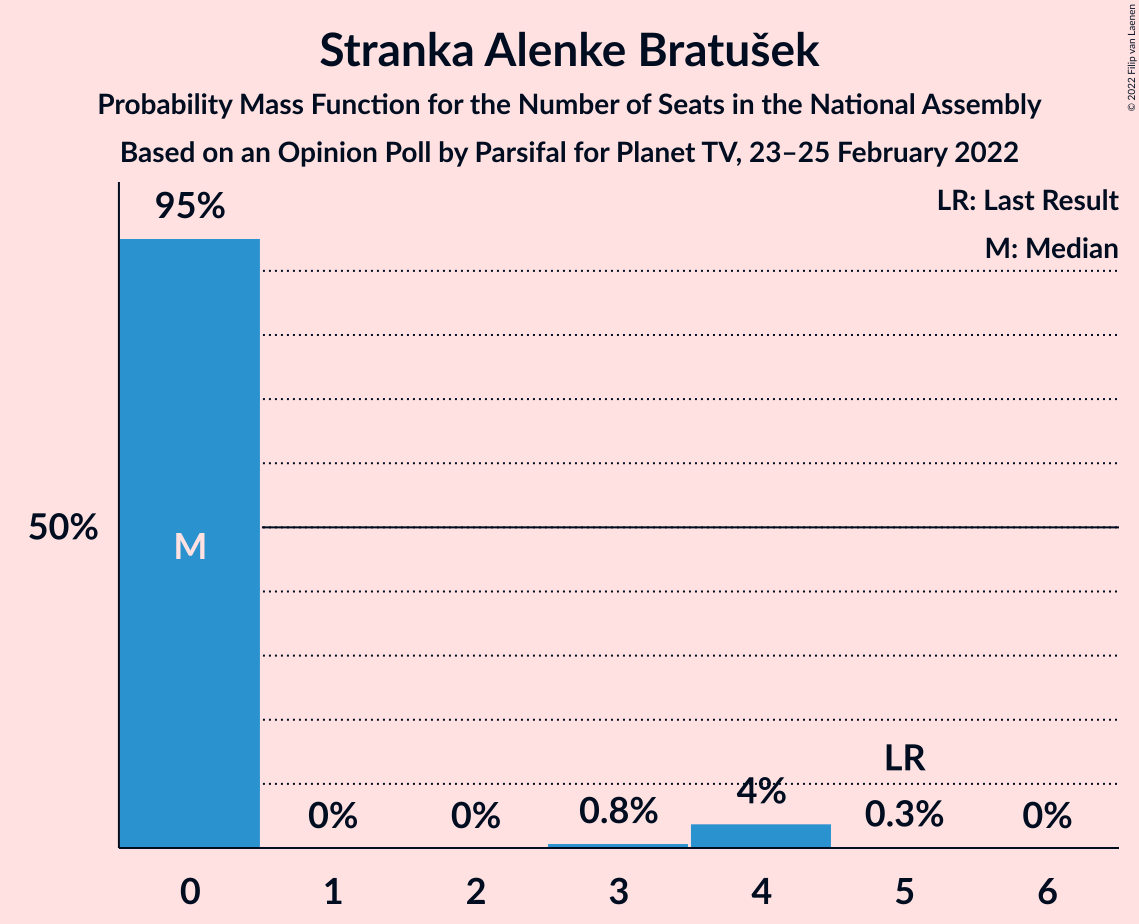 Stranka Alenke Bratušek
Probability Mass Function for the Number of Seats in the National Assembly
Based on an Opinion Poll by Parsifal for Planet TV, 23–25 February 2022
© 2022 Filip van Laenen
LR: Last Result
M: Median
95%
50%
M
0%
0%
0.8%
4%
LR
0.3%
0%
0 1 2 3 4 5 6